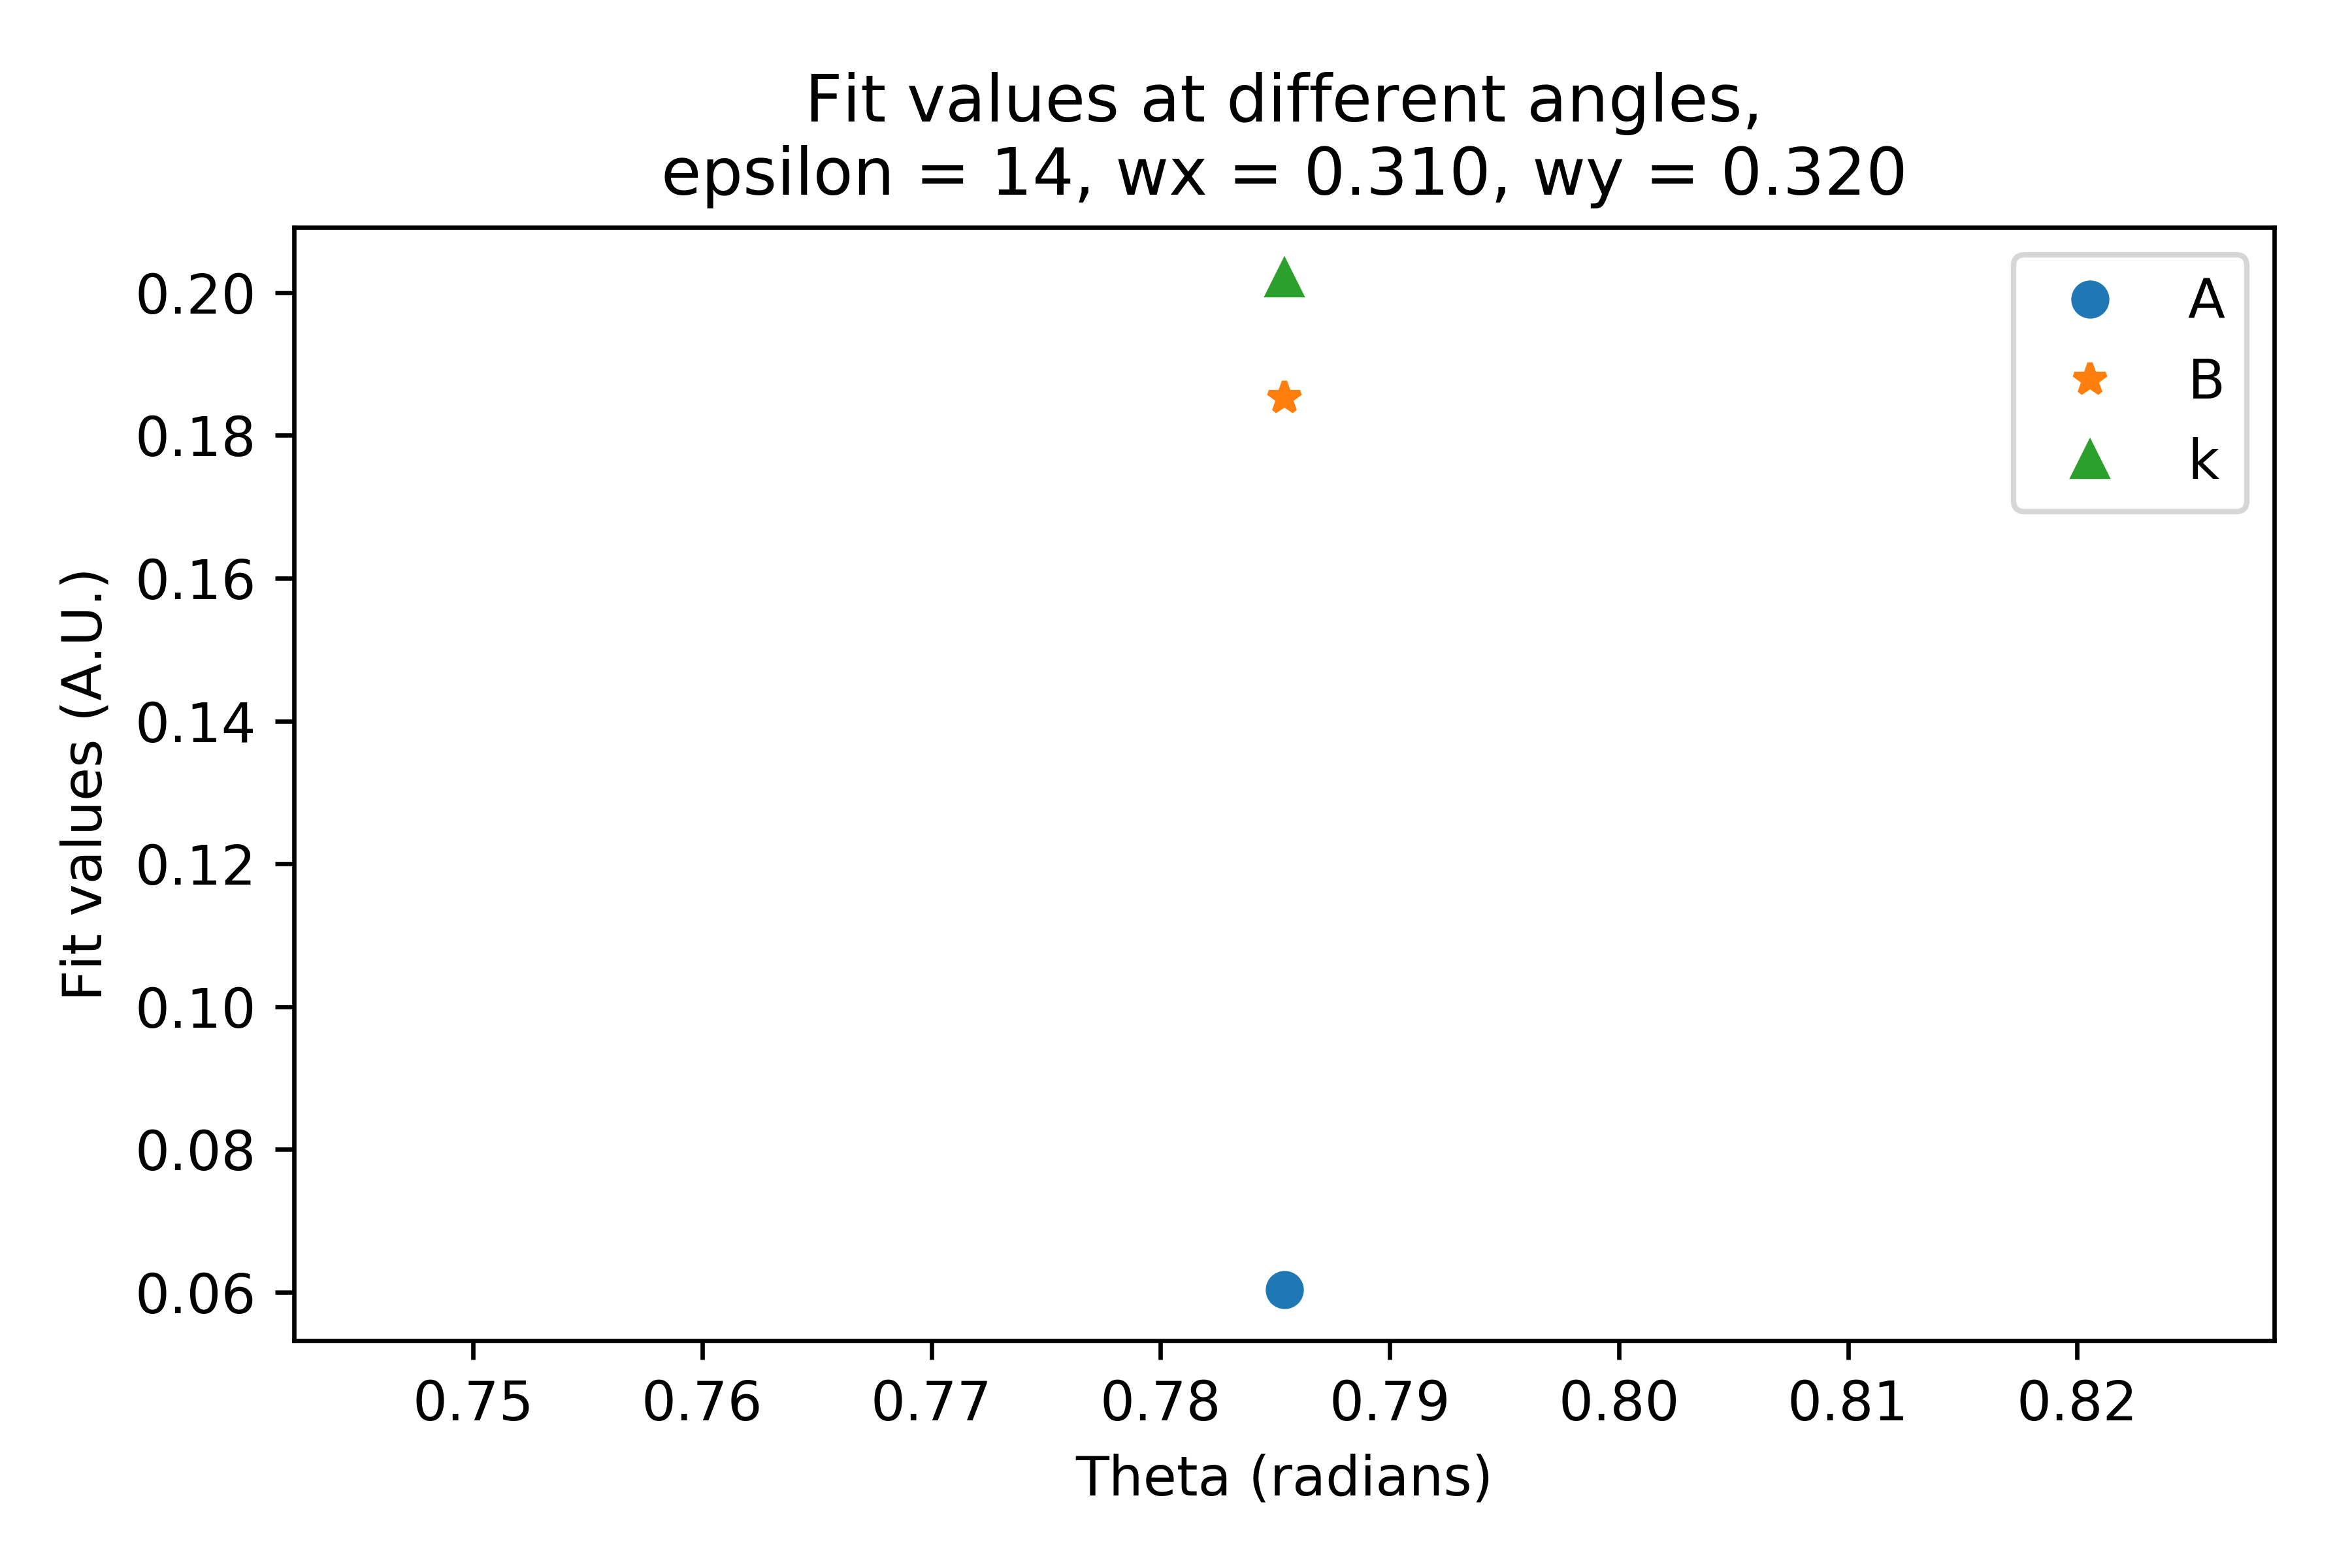 Fit values at different angles,
epsilon = 14, wx = 0.310, wy = 0.320
A
B
k
0.20
0.18
0.16
0.14
0.12
0.10
0.08
0.06
Fit values (A.U.)
0.75 0.76 0.77 0.78 0.79 0.80 0.81 0.82
Theta (radians)